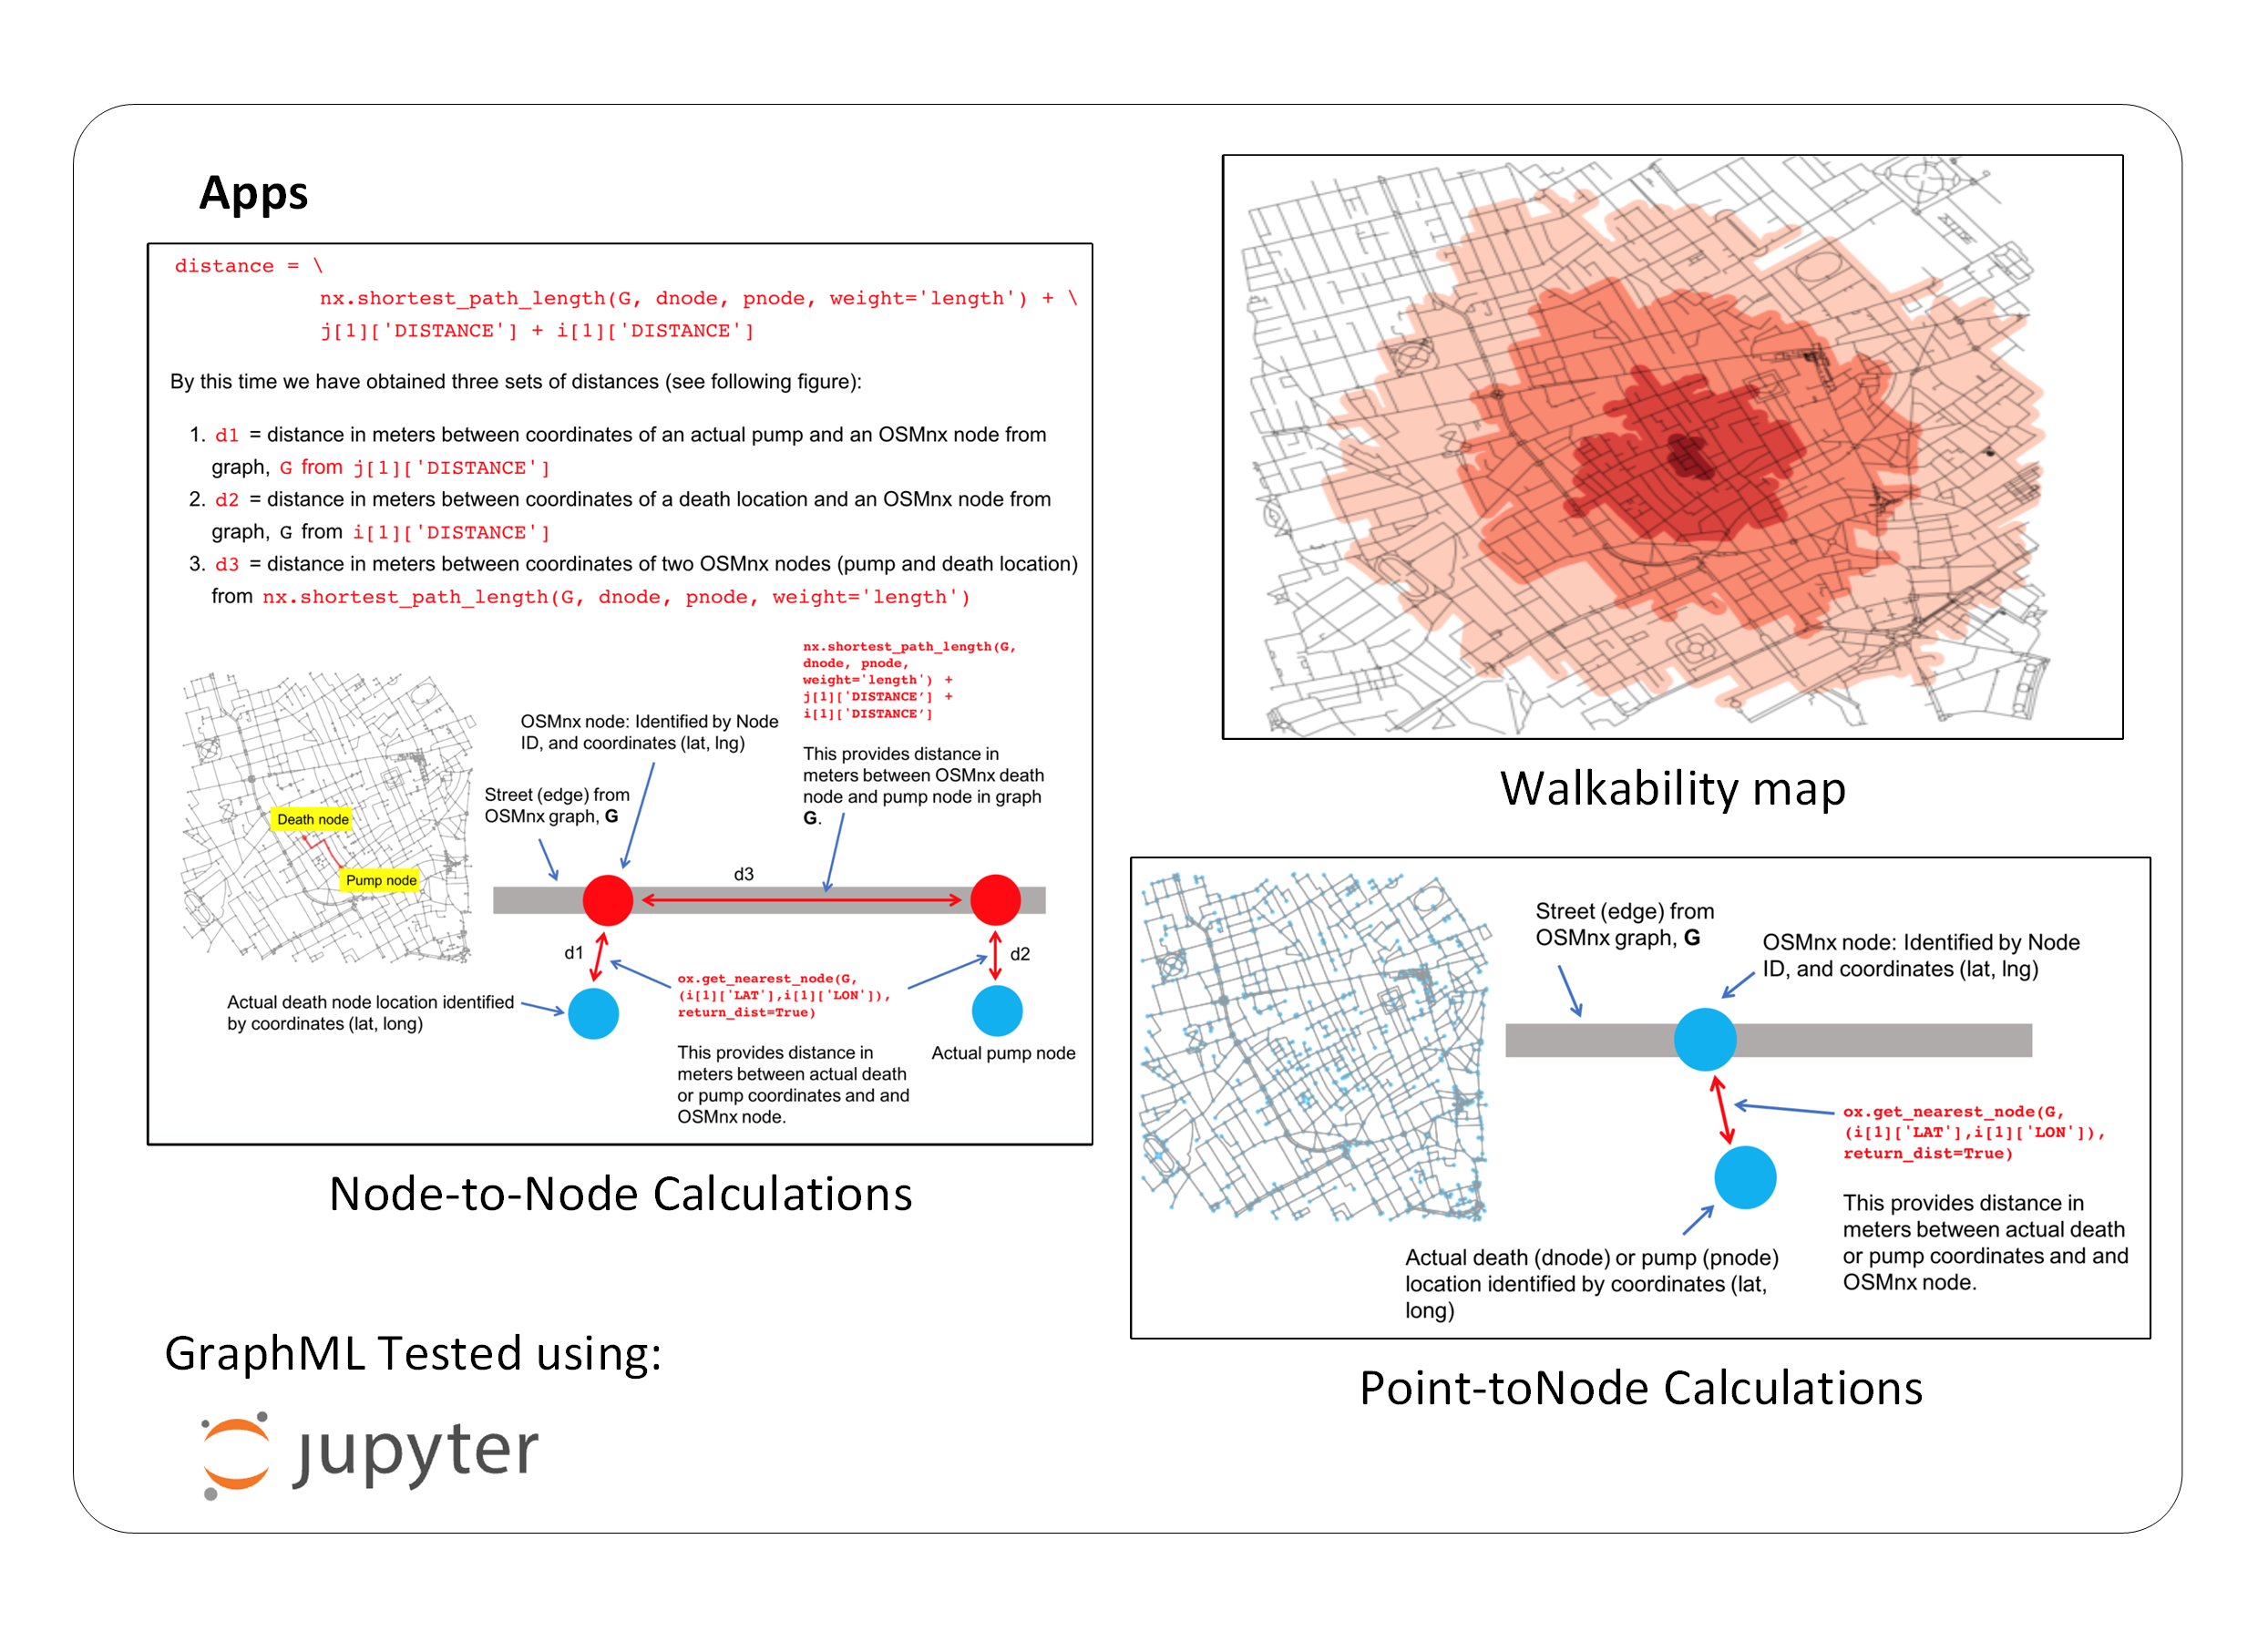 Apps
distance = \
nx.shortest_path_length(G, dnode, pnode, weight='length') + \
j[1]['DISTANCE'] + i[1]['DISTANCE']
By this time we have obtained three sets of distances (see following figure):
1. d1 = distance in meters between coordinates of an actual pump and an OSMnx node from
graph, G from j[1]['DISTANCE']
2. d2 = distance in meters between coordinates of a death location and an OSMnx node from
graph, G from i[1]['DISTANCE']
3. d3 = distance in meters between coordinates of two OSMnx nodes (pump and death location)
from nx.shortest_path_length(G, dnode, pnode, weight='length')
nx.shortest_path_length(G,
dnode, pnode,
weight='length') +
j[1]['DISTANCE’] +
i[1]['DISTANCE’]
This provides distance in
meters between OSMnx death
node and pump node in graph
G.
OSMnx node: Identified by Node
ID, and coordinates (lat, lng)
Street (edge) from
OSMnx graph, G
Death node
Pump node
d3
d1
d2
ox.get_nearest_node(G,
(i[1]['LAT'],i[1]['LON']),
return_dist=True)
Actual death node location identified
by coordinates (lat, long)
This provides distance in
meters between actual death
or pump coordinates and and
OSMnx node.
Actual pump node
Node-to-Node Calculations
GraphML Tested using:
jupyter
Walkability map
Street (edge) from
OSMnx graph, G
OSMnx node: Identified by Node
ID, and coordinates (lat, lng)
ox.get_nearest_node(G,
(i[1]['LAT'],i[1]['LON']),
return_dist=True)
This provides distance in
meters between actual death
or pump coordinates and and
OSMnx node.
Actual death (dnode) or pump (pnode)
location identified by coordinates (lat,
long)
Point-toNode Calculations